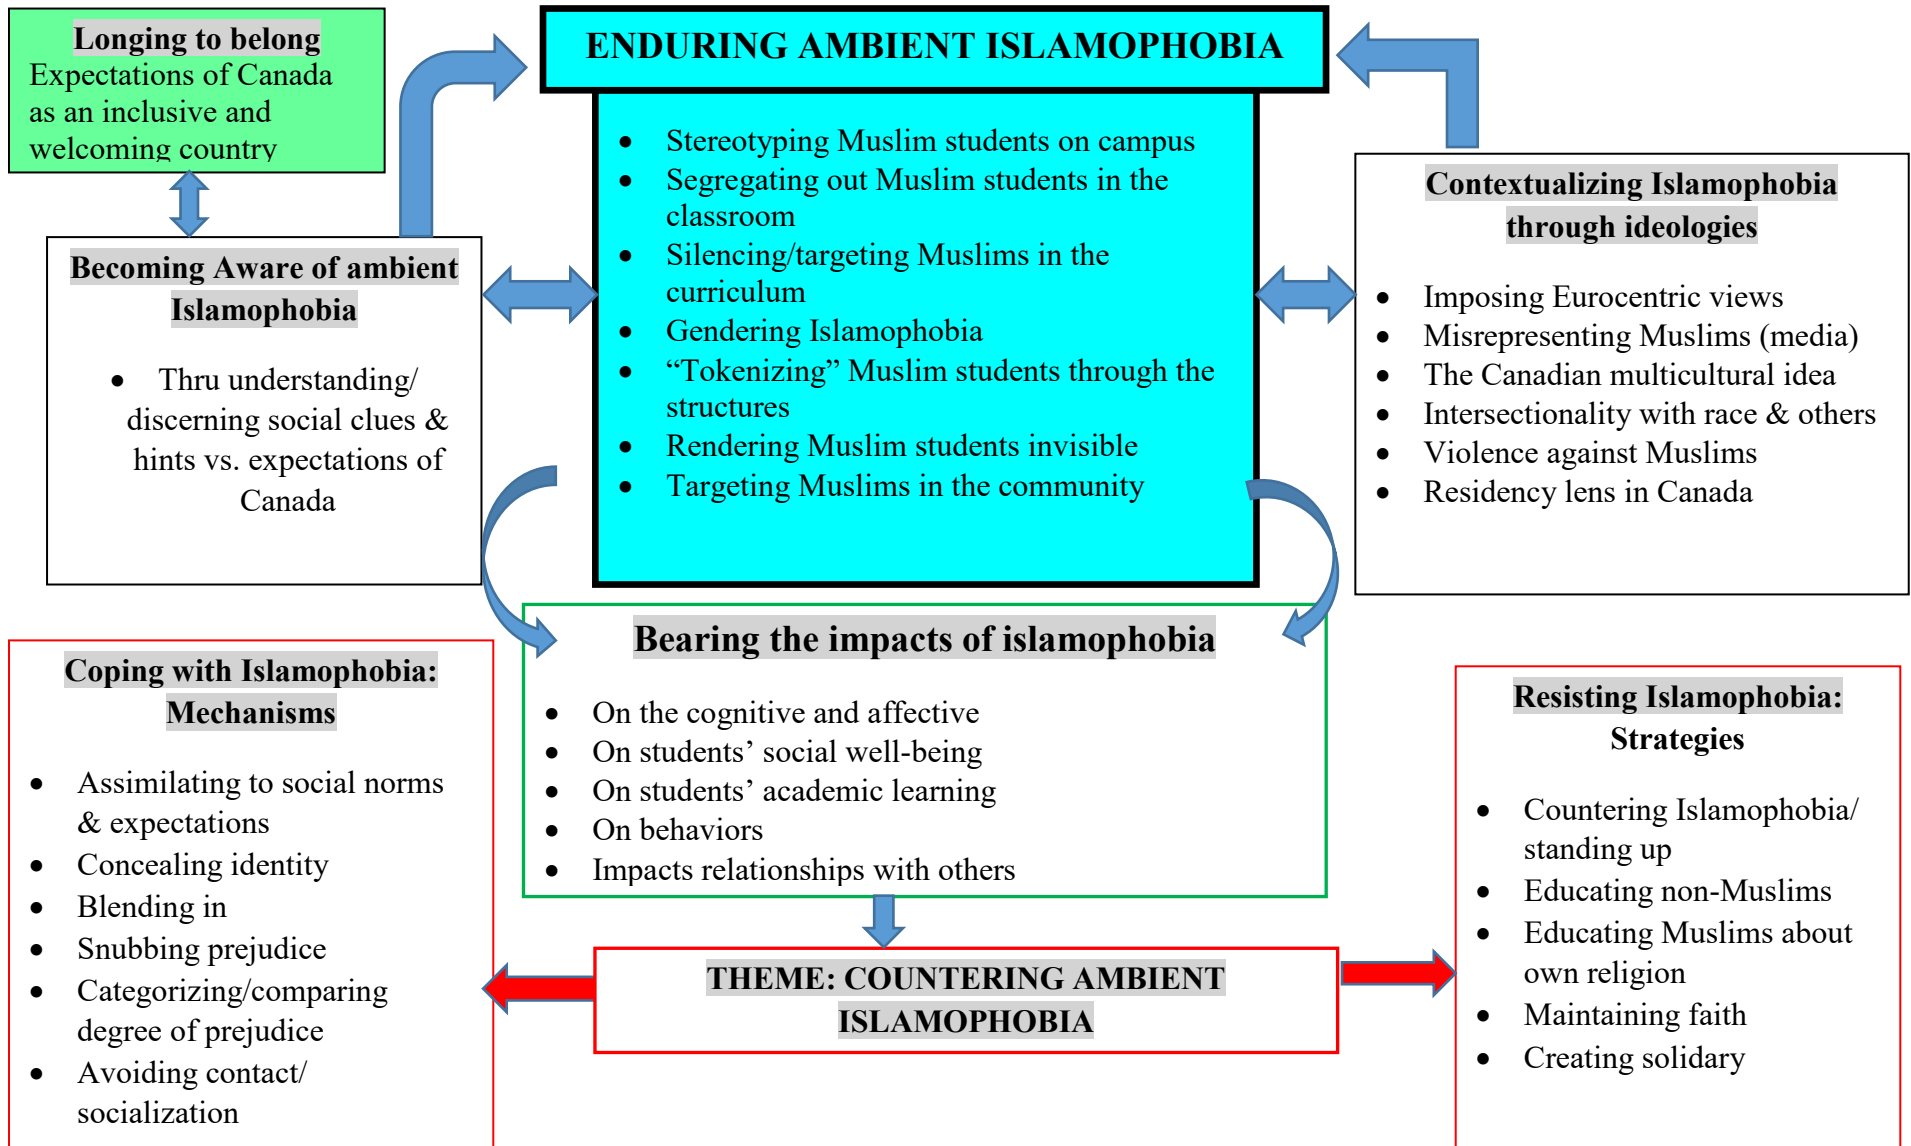 Longing to belong
Expectations of Canada
as an inclusive and
welcoming country
ENDURING AMBIENT ISLAMOPHOBIA
• Stereotyping Muslim students on campus
• Segregating out Muslim students in the
classroom
• Silencing/targeting Muslims in the
curriculum
• Gendering Islamophobia
• “Tokenizing” Muslim students through the
structures
• Rendering Muslim students invisible
• Targeting Muslims in the community
Becoming Aware of ambient
Islamophobia
• Thru understanding/
discerning social clues &
hints vs. expectations of
Canada
Contextualizing Islamophobia
through ideologies
• Imposing Eurocentric views
• Misrepresenting Muslims (media)
• The Canadian multicultural idea
• Intersectionality with race & others
• Violence against Muslims
• Residency lens in Canada
Bearing the impacts of islamophobia
• On the cognitive and affective
• On students’ social well-being
• On students’ academic learning
• On behaviors
• Impacts relationships with others
Coping with Islamophobia:
Mechanisms
• Assimilating to social norms
& expectations
• Concealing identity
• Blending in
• Snubbing prejudice
• Categorizing/comparing
degree of prejudice
• Avoiding contact/
socialization
THEME: COUNTERING AMBIENT
ISLAMOPHOBIA
Resisting Islamophobia:
Strategies
• Countering Islamophobia/
standing up
• Educating non-Muslims
• Educating Muslims about
own religion
• Maintaining faith
• Creating solidary